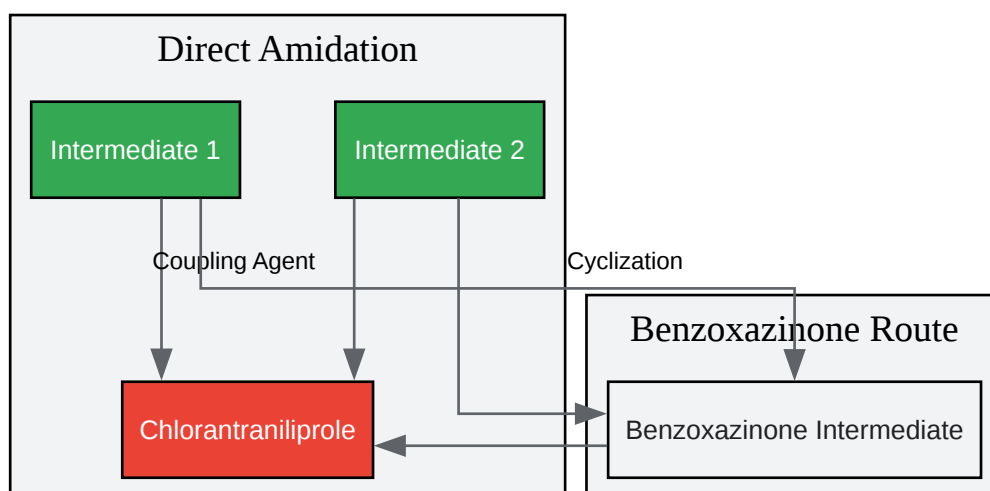 Direct Amidation
Intermediate 1
Intermediate 2
Coupling Agent
Cyclization
Benzoxazinone Route
Chlorantraniliprole
Benzoxazinone Intermediate